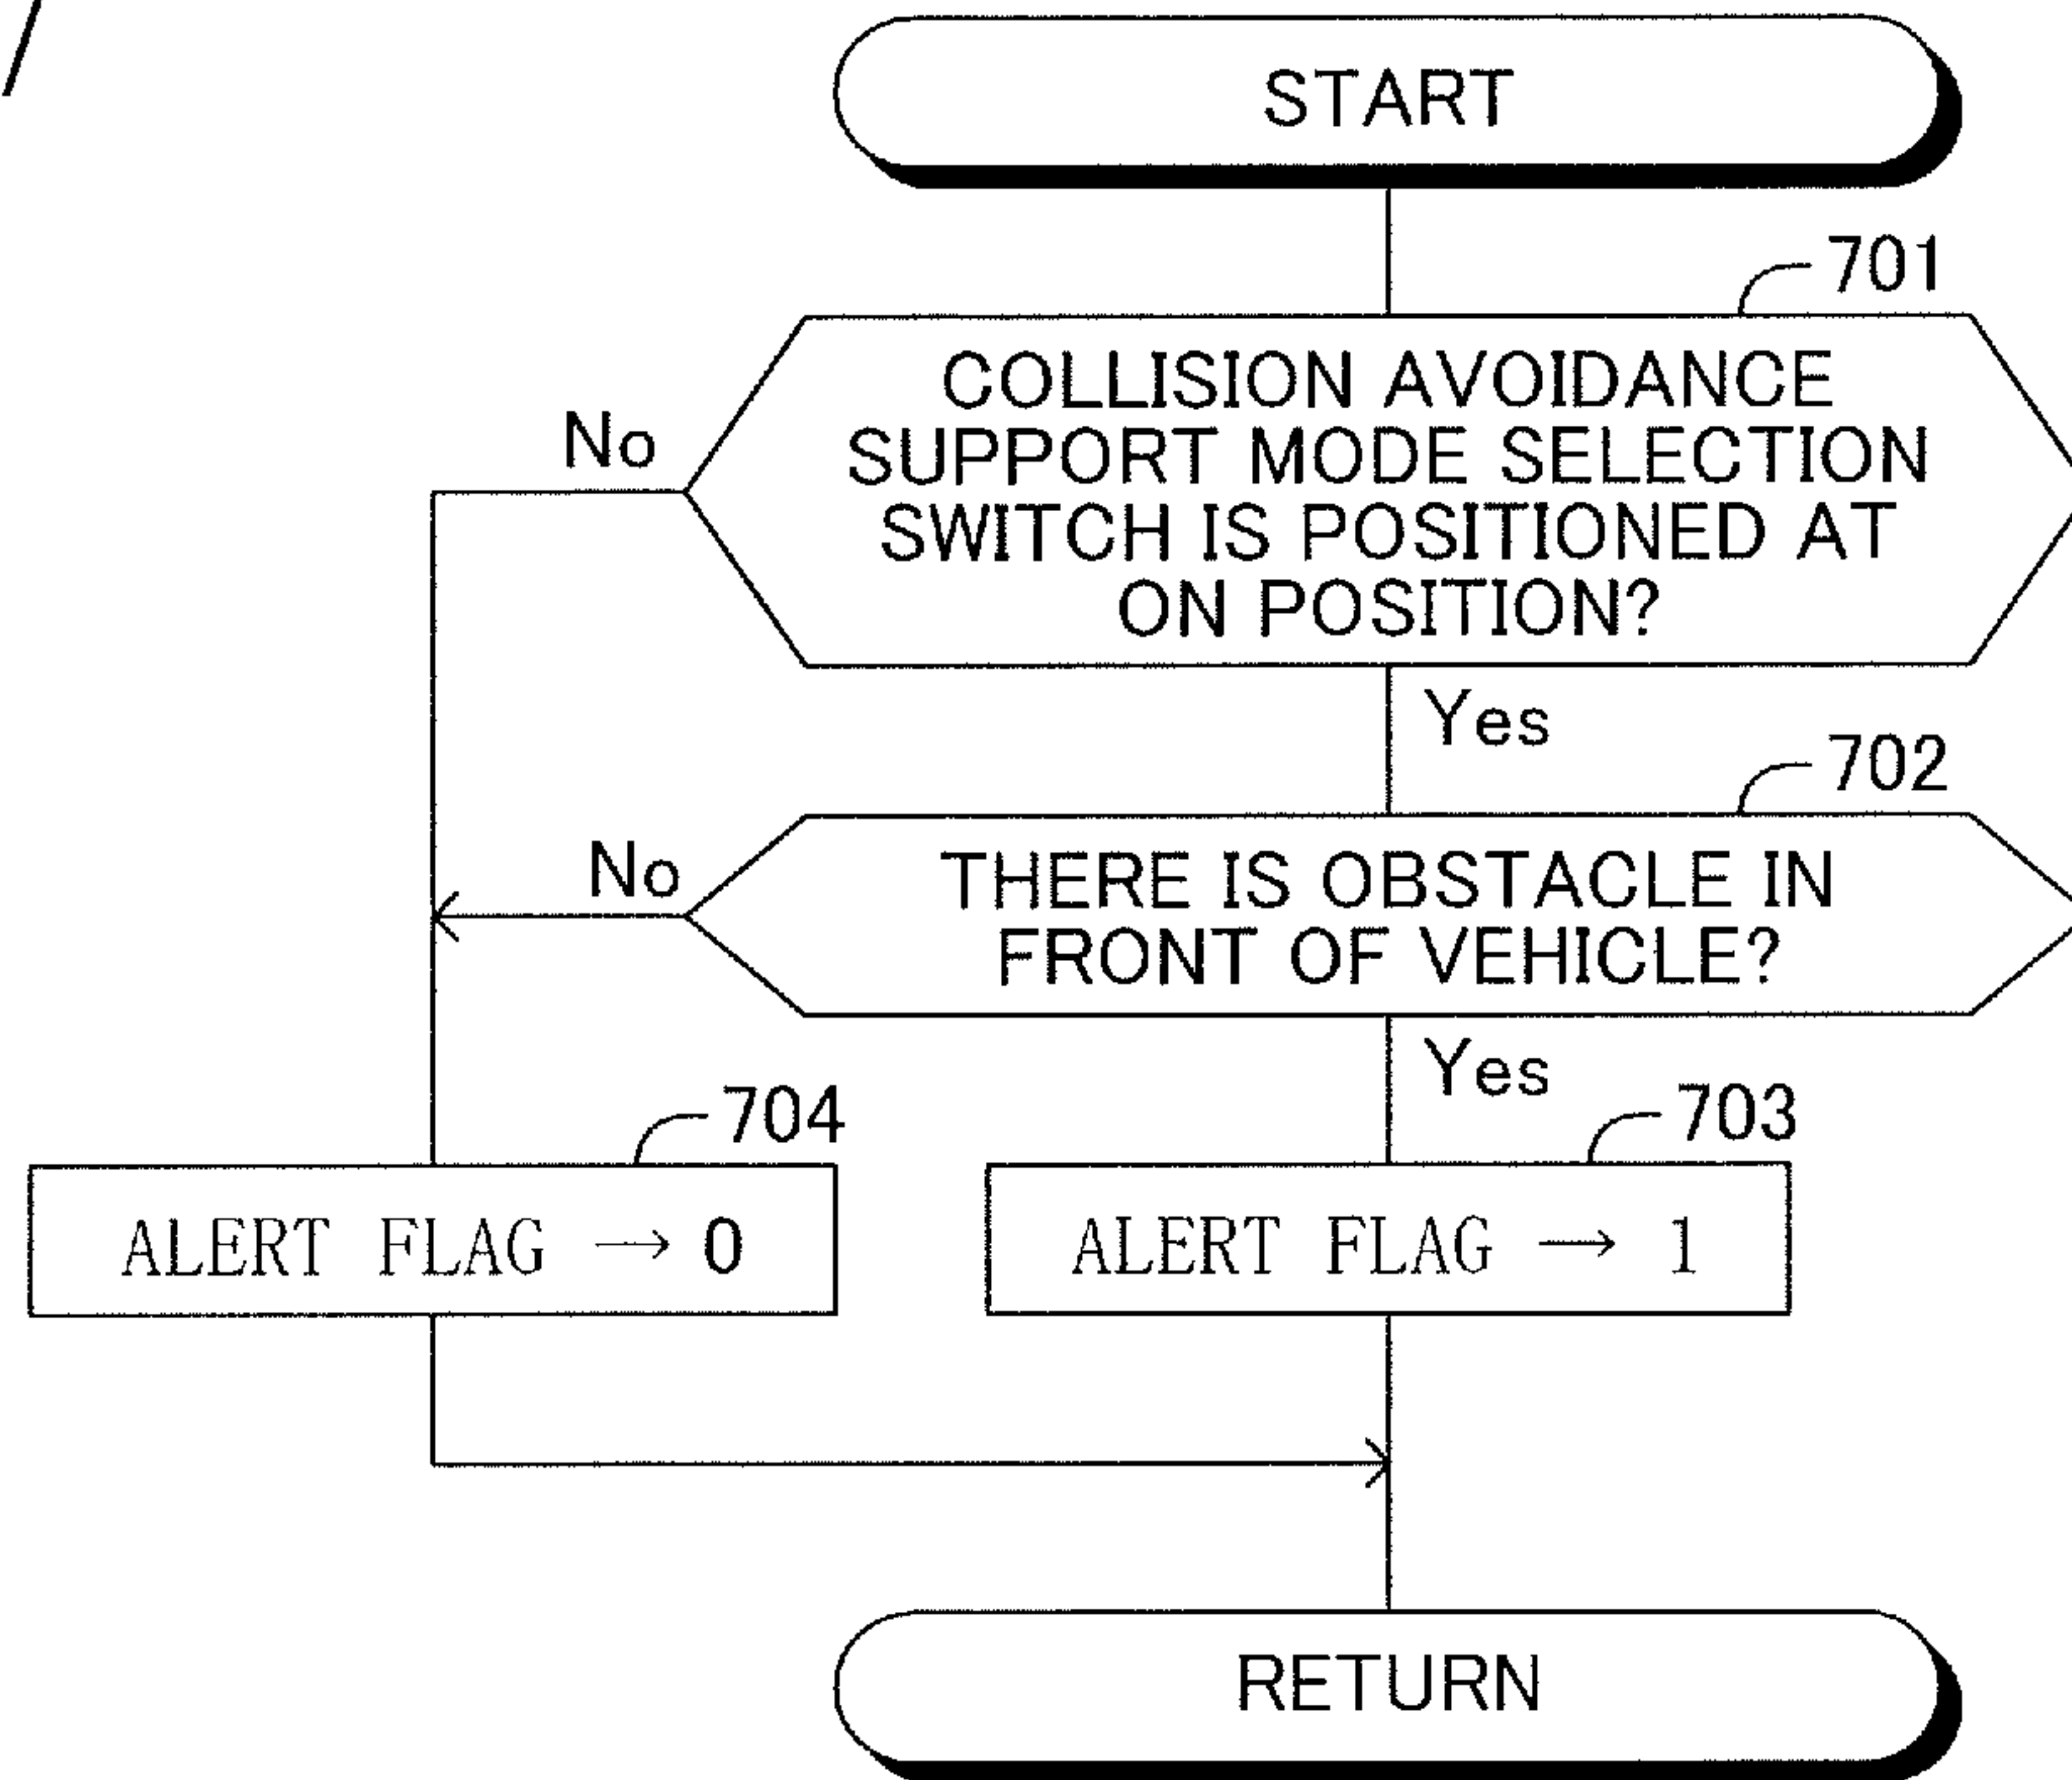 START
701
COLLISION AVOIDANCE
SUPPORT MODE SELECTION
SWITCH IS POSITIONED AT
ON POSITION?
No
Yes
702
THERE IS OBSTACLE IN
FRONT OF VEHICLE?
No
Yes
704
703
ALERT FLAG → 0
ALERT FLAG → 1
RETURN